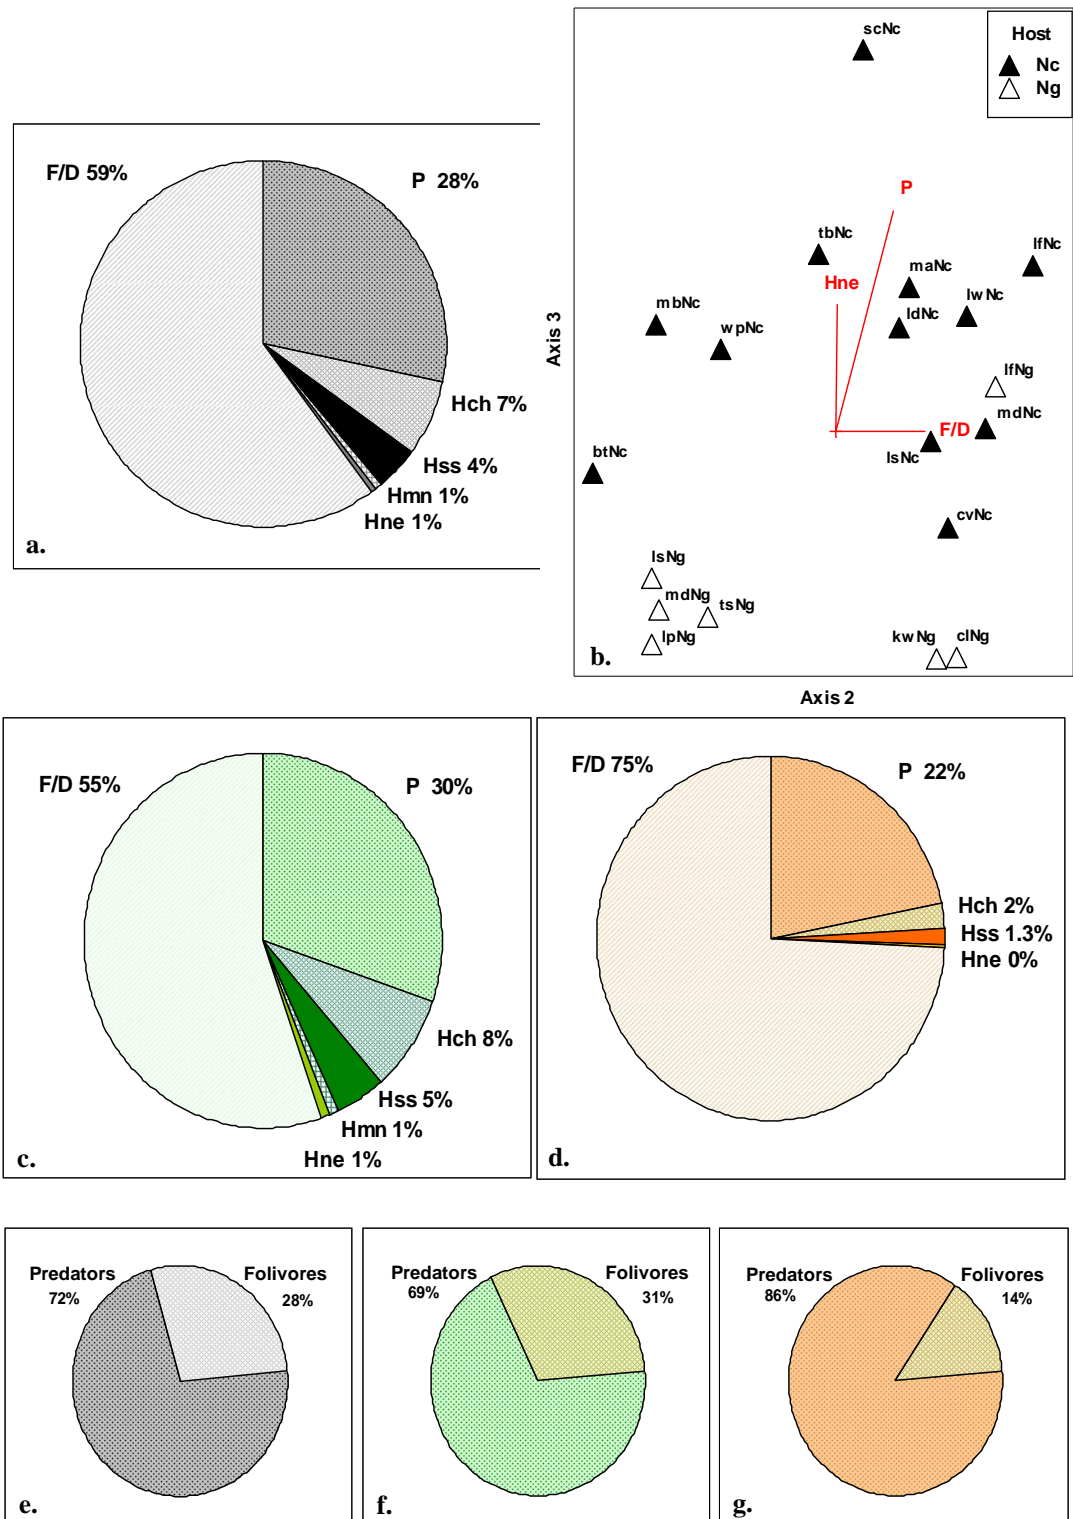 F/D 59%
P 28%
Hch 7%
Hss 4%
Hmn 1%
Hne 1%
a.
Host
Nc
Ng
scNc
P
tbNc
lfNc
maNc
Hne
lwNc
mbNc
ldNc
wpNc
Axis 3
lfNg
mdNc
F/D
lsNc
btNc
cvNc
lsNg
mdNg
tsNg
lpNg
kwNg
clNg
b.
Axis 2
F/D 55%
P 30%
Hch 8%
Hss 5%
Hmn 1%
Hne 1%
c.
F/D 75%
P 22%
Hch 2%
Hss 1.3%
Hne 0%
d.
Predators
72%
Folivores
28%
e.
Predators
69%
Folivores
31%
f.
Predators
86%
Folivores
14%
g.